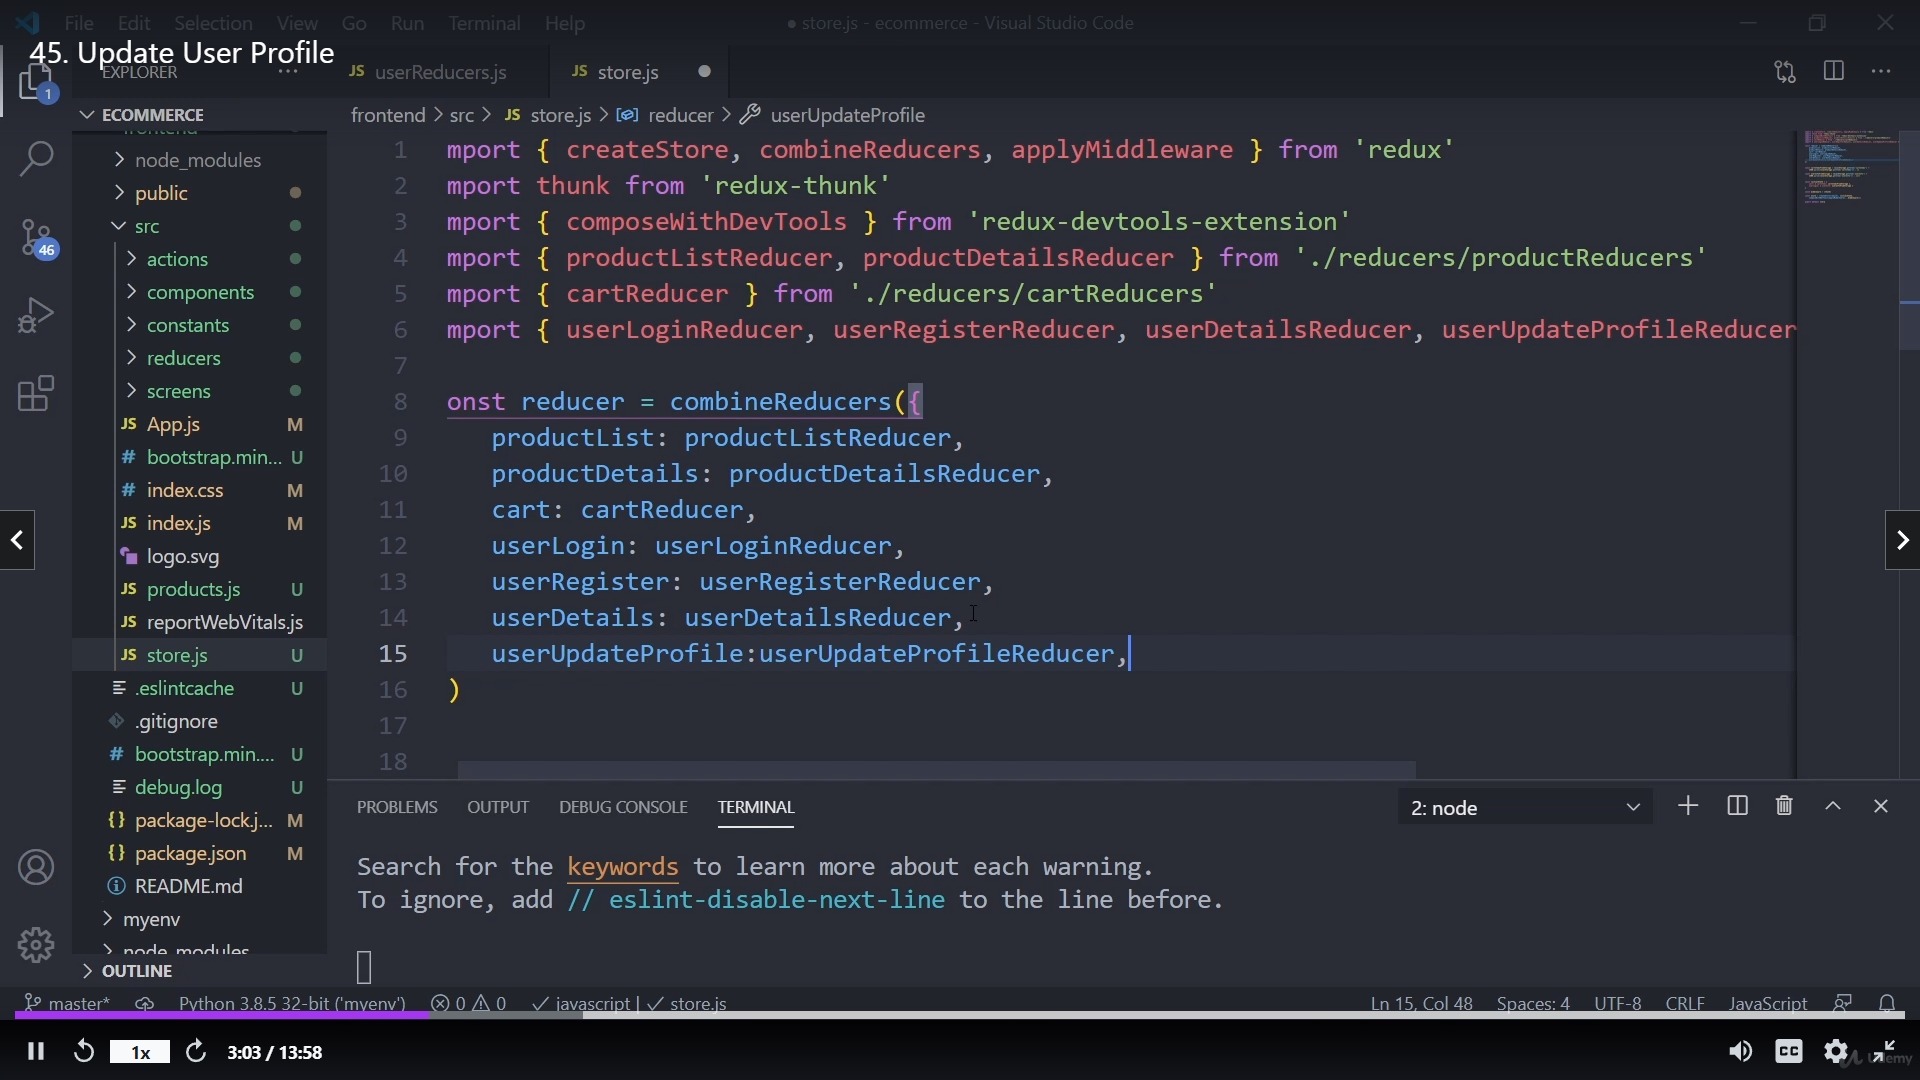 File Edit Selection View Go Run Terminal Help
● store.js - ecommerce - Visual Studio Code
45. Update User Profile
EXPLORER ...
JS userReducers.js
JS store.js ●
1
ECOMMERCE
frontend > src > JS store.js > reducer > userUpdateProfile
frontend
node_modules
public
src
46
actions
components
constants
reducers
screens
JS App.js M
# bootstrap.min... U
# index.css M
JS index.js M
logo.svg
JS products.js U
JS reportWebVitals.js
JS store.js U
.eslintcache U
.gitignore
# bootstrap.min.... U
debug.log U
{} package-lock.j... M
{} package.json M
README.md
myenv
node_modules
OUTLINE
1 mport { createStore, combineReducers, applyMiddleware } from 'redux'
2 mport thunk from 'redux-thunk'
3 mport { composeWithDevTools } from 'redux-devtools-extension'
4 mport { productListReducer, productDetailsReducer } from './reducers/productReducers'
5 mport { cartReducer } from './reducers/cartReducers'
6 mport { userLoginReducer, userRegisterReducer, userDetailsReducer, userUpdateProfileReducer
7
8 onst reducer = combineReducers({
9 productList: productListReducer,
10 productDetails: productDetailsReducer,
11 cart: cartReducer,
12 userLogin: userLoginReducer,
13 userRegister: userRegisterReducer,
14 userDetails: userDetailsReducer,
15 userUpdateProfile:userUpdateProfileReducer,
16 )
17
18
PROBLEMS OUTPUT DEBUG CONSOLE TERMINAL
2: node
Search for the keywords to learn more about each warning.
To ignore, add // eslint-disable-next-line to the line before.
master* Python 3.8.5 32-bit ('myenv') 0 0 javascript | store.js
Ln 15, Col 48 Spaces: 4 UTF-8 CRLF JavaScript
1x 3:03 / 13:58
CC
Udemy